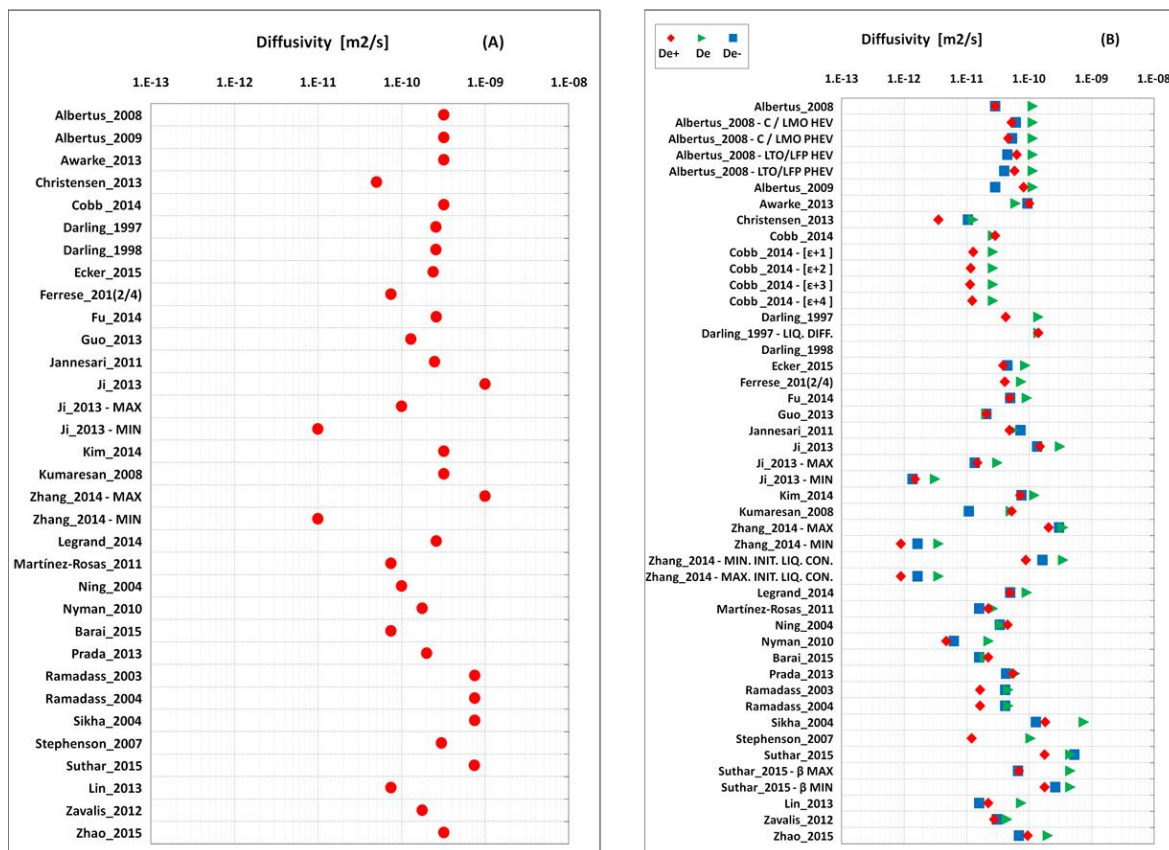 Diffusivity [m2/s] (A)
1.E-13 1.E-12 1.E-11 1.E-10 1.E-09 1.E-08
Albertus_2008
Albertus_2009
Awarke_2013
Christensen_2013
Cobb _2014
Darling_1997
Darling_1998
Ecker_2015
Ferrese_201(2/4)
Fu_2014
Guo_2013
Jannesari_2011
Ji_2013
Ji_2013 - MAX
Ji_2013 - MIN
Kim_2014
Kumaresan_2008
Zhang_2014 - MAX
Zhang_2014 - MIN
Legrand_2014
Martínez-Rosas_2011
Ning_2004
Nyman_2010
Barai_2015
Prada_2013
Ramadass_2003
Ramadass_2004
Sikha_2004
Stephenson_2007
Suthar_2015
Lin_2013
Zavalis_2012
Zhao_2015
De+ De De-
Diffusivity [m2/s] (B)
1.E-13 1.E-12 1.E-11 1.E-10 1.E-09 1.E-08
Albertus_2008
Albertus_2008 - C / LMO HEV
Albertus_2008 - C / LMO PHEV
Albertus_2008 - LTO/LFP HEV
Albertus_2008 - LTO/LFP PHEV
Albertus_2009
Awarke_2013
Christensen_2013
Cobb _2014
Cobb _2014 - [ε+1 ]
Cobb _2014 - [ε+2 ]
Cobb _2014 - [ε+3 ]
Cobb _2014 - [ε+4 ]
Darling_1997
Darling_1997 - LIQ. DIFF.
Darling_1998
Ecker_2015
Ferrese_201(2/4)
Fu_2014
Guo_2013
Jannesari_2011
Ji_2013
Ji_2013 - MAX
Ji_2013 - MIN
Kim_2014
Kumaresan_2008
Zhang_2014 - MAX
Zhang_2014 - MIN
Zhang_2014 - MIN. INIT. LIQ. CON.
Zhang_2014 - MAX. INIT. LIQ. CON.
Legrand_2014
Martínez-Rosas_2011
Ning_2004
Nyman_2010
Barai_2015
Prada_2013
Ramadass_2003
Ramadass_2004
Sikha_2004
Stephenson_2007
Suthar_2015
Suthar_2015 - β MAX
Suthar_2015 - β MIN
Lin_2013
Zavalis_2012
Zhao_2015